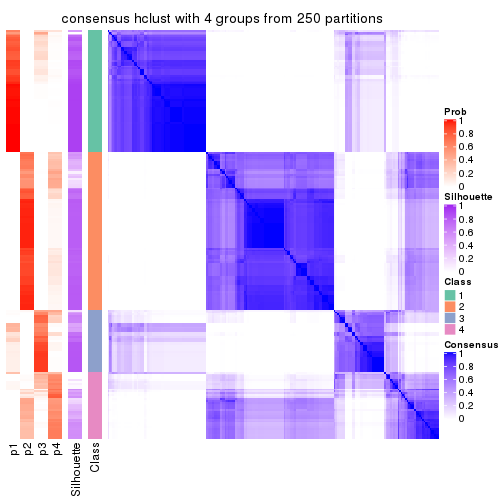 consensus hclust with 4 groups from 250 partitions
Prob
1
0.8
0.6
0.4
0.2
0
Silhouette
1
0.8
0.6
0.4
0.2
0
Class
1
2
3
4
Consensus
1
0.8
0.6
0.4
0.2
0
p1
p2
p3
p4
Silhouette
Class